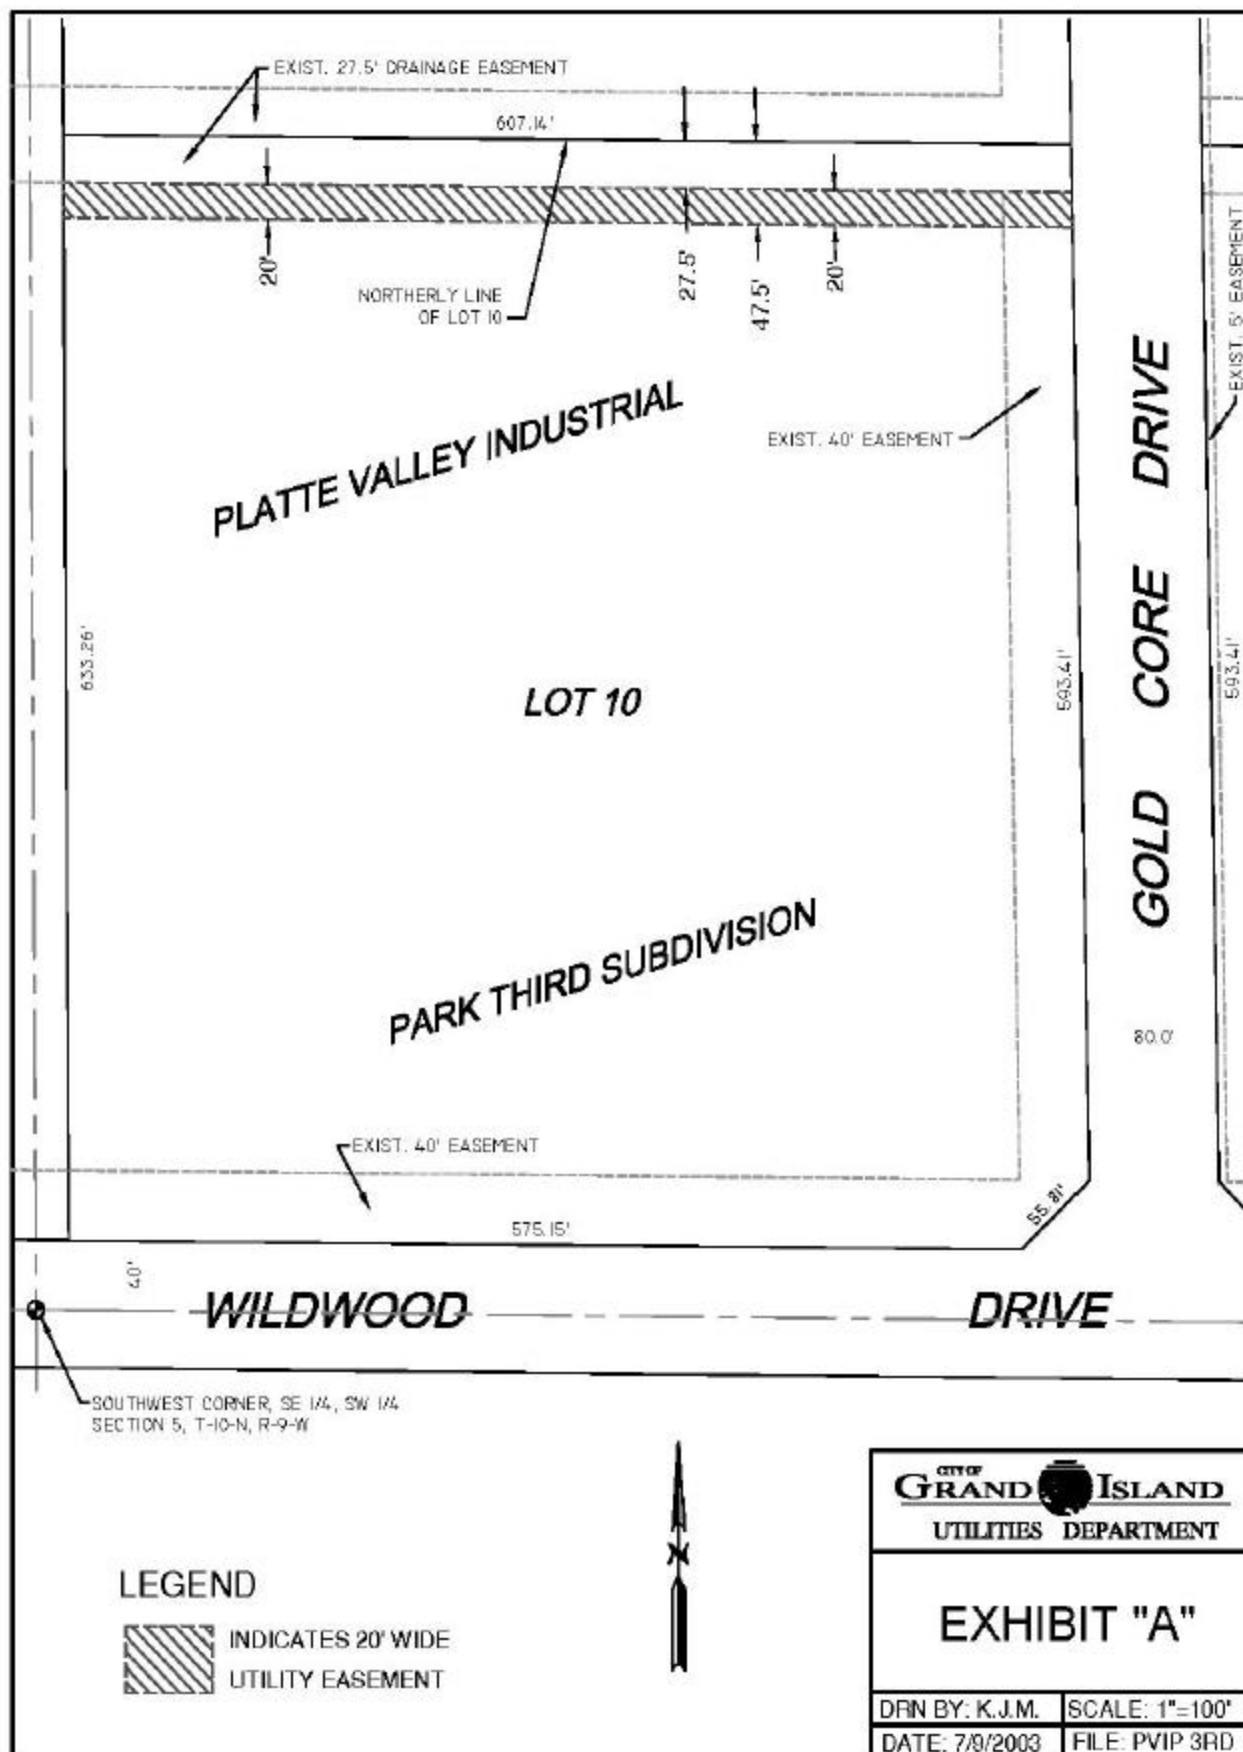 EXIST. 27.5' DRAINAGE EASEMENT
607.14'
20'
NORTHERLY LINE
OF LOT 10
27.5'
47.5'
20'
EXIST. 5' EASEMENT
PLATTE VALLEY INDUSTRIAL
EXIST. 40' EASEMENT
GOLD CORE DRIVE
633.26'
LOT 10
593.41'
593.41'
PARK THIRD SUBDIVISION
80.0'
EXIST. 40' EASEMENT
575.15'
55.81'
40'
WILDWOOD DRIVE
SOUTHWEST CORNER, SE 1/4, SW 1/4
SECTION 5, T-10-N, R-9-W
N
CITY OF
GRAND ISLAND
UTILITIES DEPARTMENT
LEGEND
INDICATES 20' WIDE
UTILITY EASEMENT
EXHIBIT "A"
DRN BY: K.J.M. SCALE: 1"=100'
DATE: 7/9/2003 FILE: PVIP 3RD